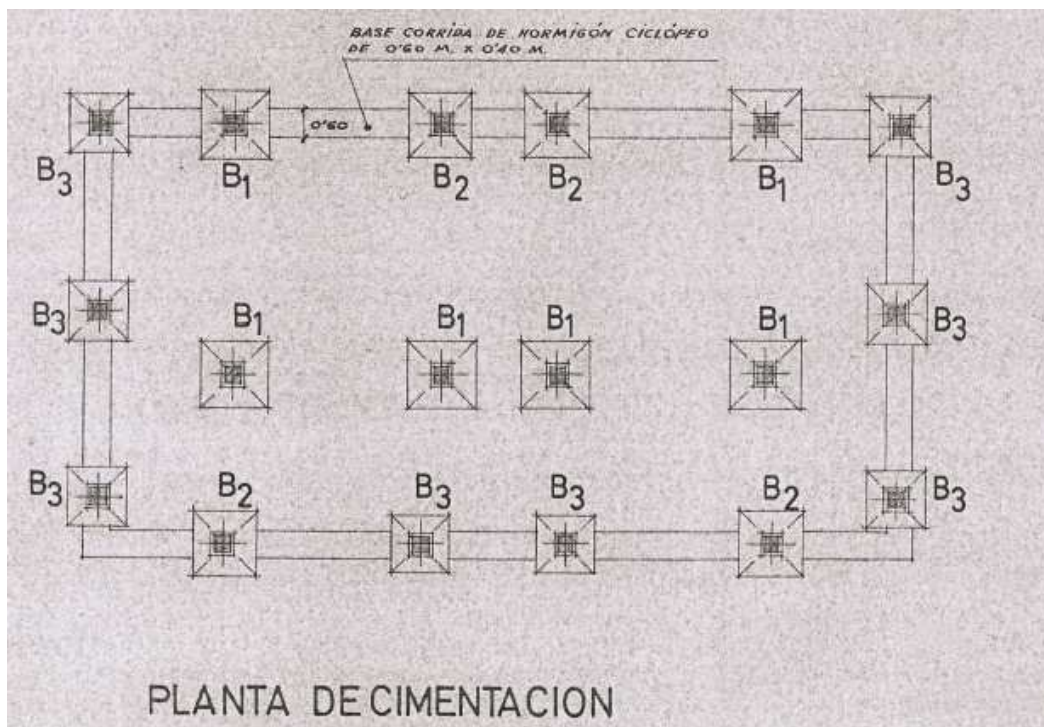 BASE CORRIDA DE HORMIGÓN CICLÓPEO
DE 0'60 M. X 0'40 M.
0'60
B3 B1 B2 B2 B1 B3
B3 B1 B1 B1 B1 B3
B3 B2 B3 B3 B2 B3
PLANTA DE CIMENTACION